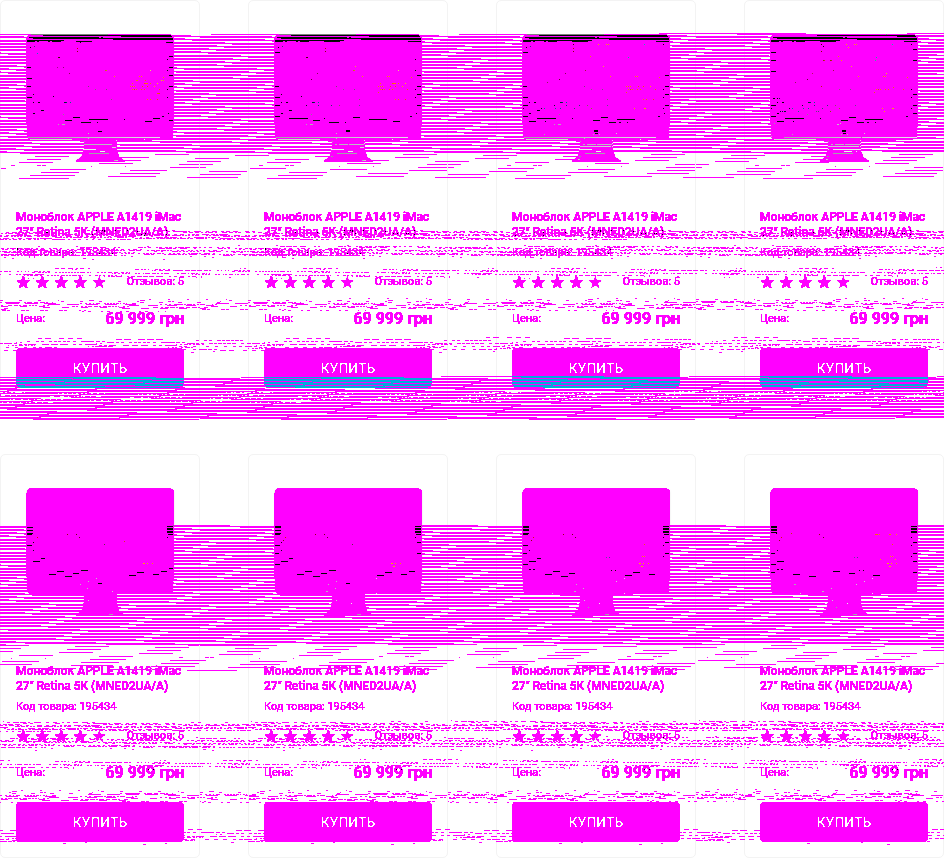 Моноблок APPLE A1419 iMac
27" Retina 5K (MNED2UA/A)
Код товара: 195434
Отзывов: 5
Цена: 69 999 грн
КУПИТЬ
Моноблок APPLE A1419 iMac
27" Retina 5K (MNED2UA/A)
Код товара: 195434
Отзывов: 5
Цена: 69 999 грн
КУПИТЬ
Моноблок APPLE A1419 iMac
27" Retina 5K (MNED2UA/A)
Код товара: 195434
Отзывов: 5
Цена: 69 999 грн
КУПИТЬ
Моноблок APPLE A1419 iMac
27" Retina 5K (MNED2UA/A)
Код товара: 195434
Отзывов: 5
Цена: 69 999 грн
КУПИТЬ
Моноблок APPLE A1419 iMac
27" Retina 5K (MNED2UA/A)
Код товара: 195434
Отзывов: 5
Цена: 69 999 грн
КУПИТЬ
Моноблок APPLE A1419 iMac
27" Retina 5K (MNED2UA/A)
Код товара: 195434
Отзывов: 5
Цена: 69 999 грн
КУПИТЬ
Моноблок APPLE A1419 iMac
27" Retina 5K (MNED2UA/A)
Код товара: 195434
Отзывов: 5
Цена: 69 999 грн
КУПИТЬ
Моноблок APPLE A1419 iMac
27" Retina 5K (MNED2UA/A)
Код товара: 195434
Отзывов: 5
Цена: 69 999 грн
КУПИТЬ